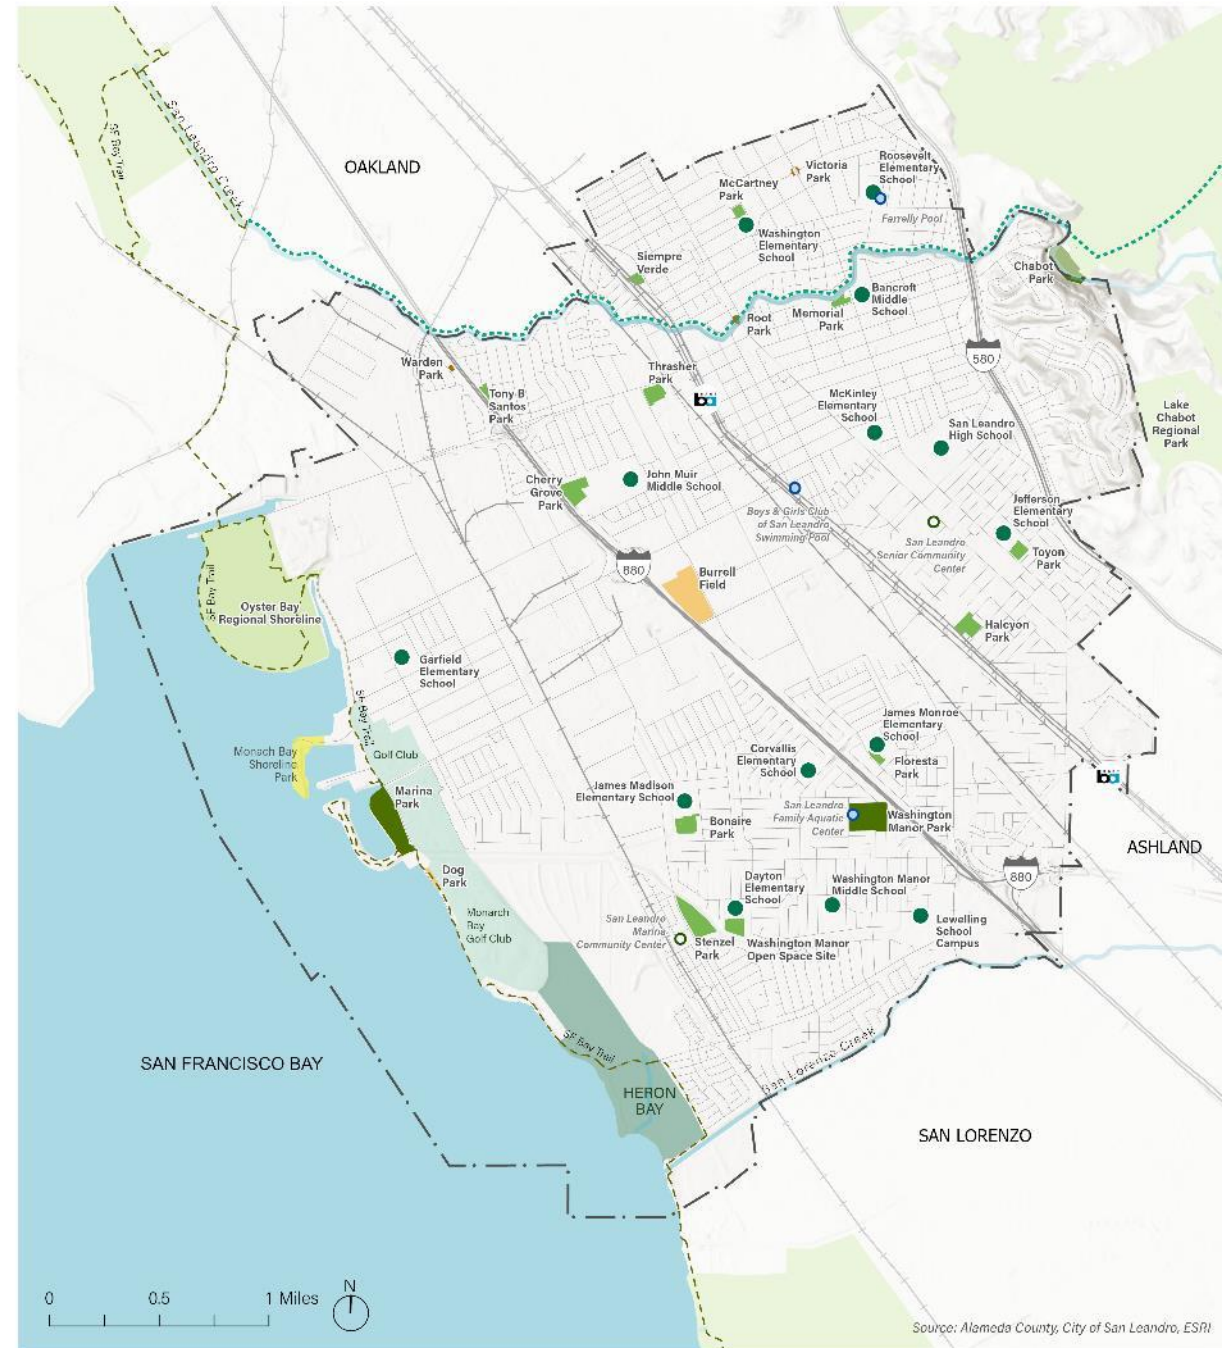 San Leandro Creek
SF Bay Trail
OAKLAND
Victoria
Park
Roosevelt
Elementary
School
McCartney
Park
Farrelly Pool
Washington
Elementary
School
Siempre
Verde
Chabot
Park
Bancroft
Middle
School
Memorial
Park
Root
Park
580
Warden
Park
Thrasher
Park
Tony B
Santos
Park
ba
McKinley
Elementary
School
San Leandro
High School
Lake
Chabot
Regional
Park
Cherry
Grove
Park
John Muir
Middle School
Boys & Girls Club
of San Leandro
Swimming Pool
Jefferson
Elementary
School
San Leandro
Senior Community
Center
Toyon
Park
880
Burrell
Field
SF Bay Trail
Oyster Bay
Regional Shoreline
Halcyon
Park
Garfield
Elementary
School
SF Bay Trail
James Monroe
Elementary
School
Golf Club
Monach Bay
Shoreline
Park
Corvallis
Elementary
School
Floresta
Park
ba
Marina
Park
James Madison
Elementary School
San Leandro
Family Aquatic
Center
Washington
Manor Park
Bonaire
Park
ASHLAND
Dog
Park
880
Dayton
Elementary
School
Washington Manor
Middle School
Monarch
Bay
Golf Club
San Leandro
Marina
Community Center
Stenzel
Park
Washington Manor
Open Space Site
Lewelling
School
Campus
SF Bay Trail
San Lorenzo Creek
SAN FRANCISCO BAY
HERON
BAY
SAN LORENZO
N
0 0.5 1 Miles
Source: Alameda County, City of San Leandro, ESRI